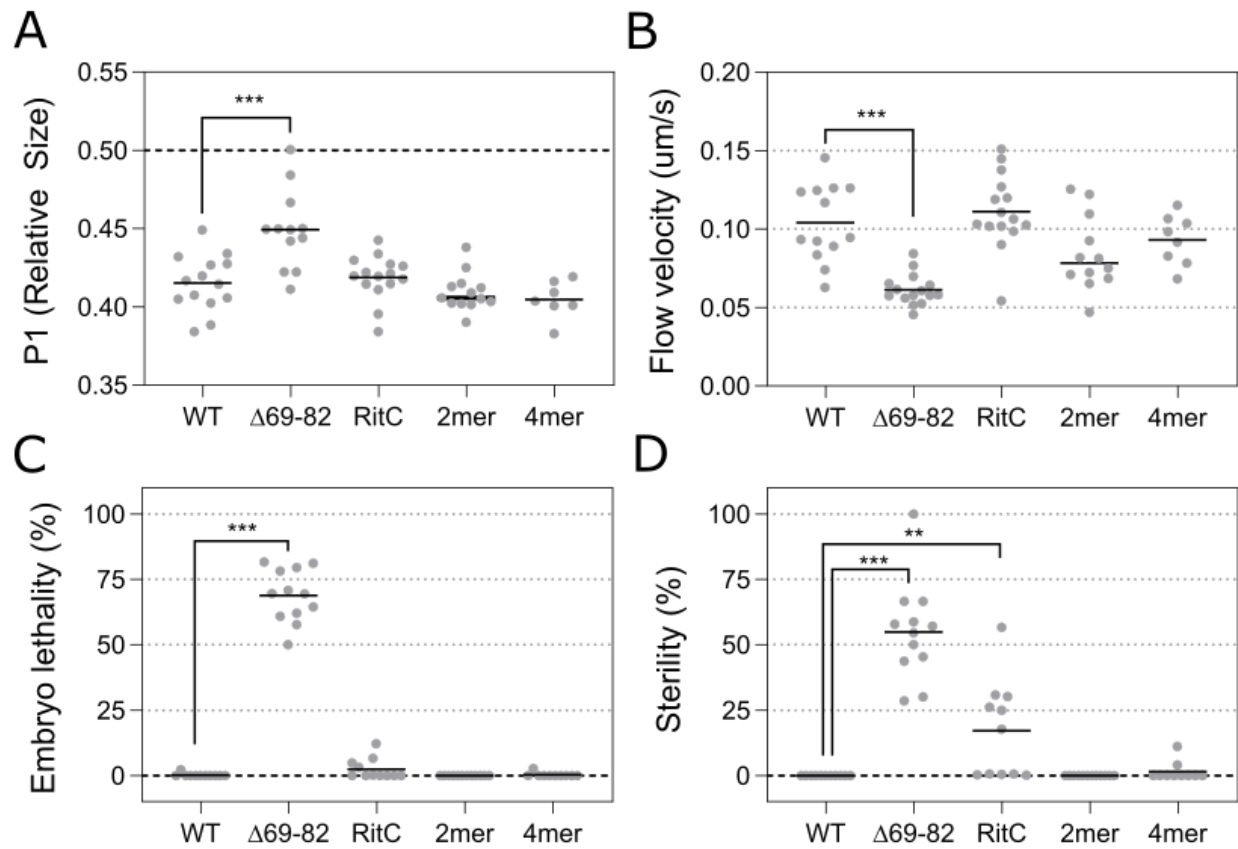 A
P1 (Relative Size)
0.55
0.50
0.45
0.40
0.35
***
WT Δ69-82 RitC 2mer 4mer
B
Flow velocity (um/s)
0.20
0.15
0.10
0.05
0.00
***
WT Δ69-82 RitC 2mer 4mer
C
Embryo lethality (%)
100
75
50
25
0
***
WT Δ69-82 RitC 2mer 4mer
D
Sterility (%)
100
75
50
25
0
**
***
WT Δ69-82 RitC 2mer 4mer